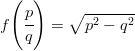 f(p/q) = √(p² − q²)